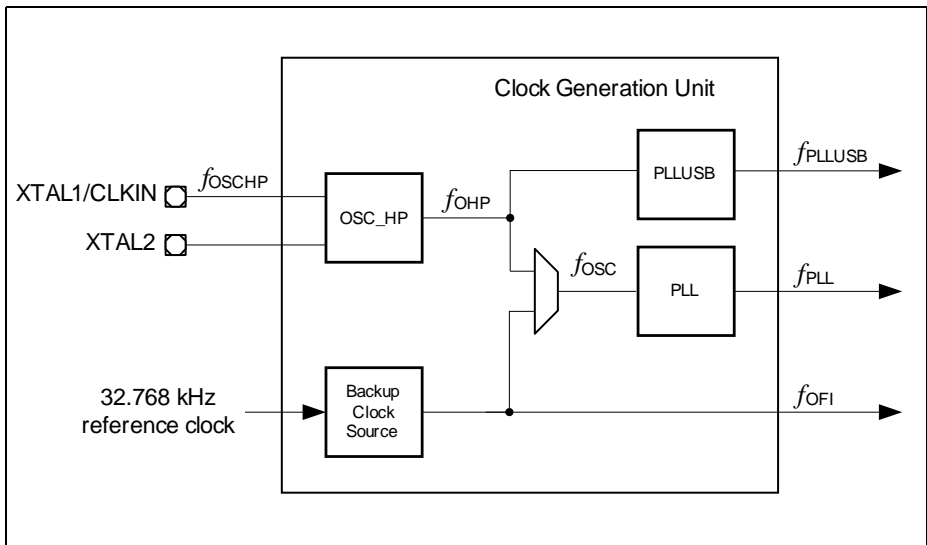 Clock Generation Unit
XTAL1/CLKIN
fOSCHP
XTAL2
OSC_HP
fOHP
PLLUSB
fPLLUSB
fOSC
PLL
fPLL
32.768 kHz
reference clock
Backup
Clock
Source
fOFI